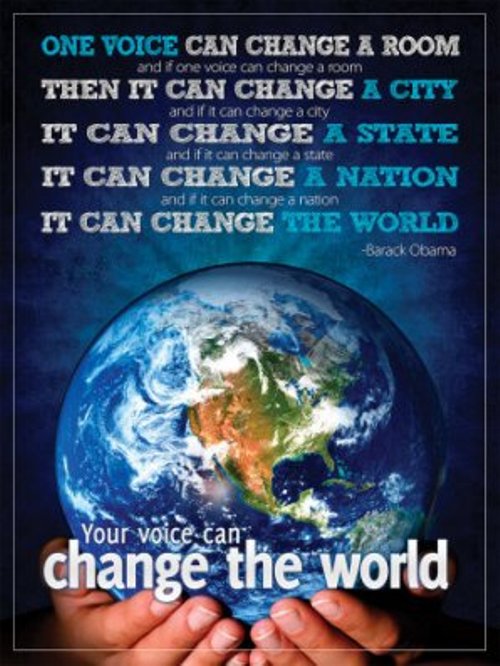 ONE VOICE CAN CHANGE A ROOM
and if one voice can change a room
THEN IT CAN CHANGE A CITY
and if it can change a city
IT CAN CHANGE A STATE
and if it can change a state
IT CAN CHANGE A NATION
and if it can change a nation
IT CAN CHANGE THE WORLD
-Barack Obama
Your voice can
change the world